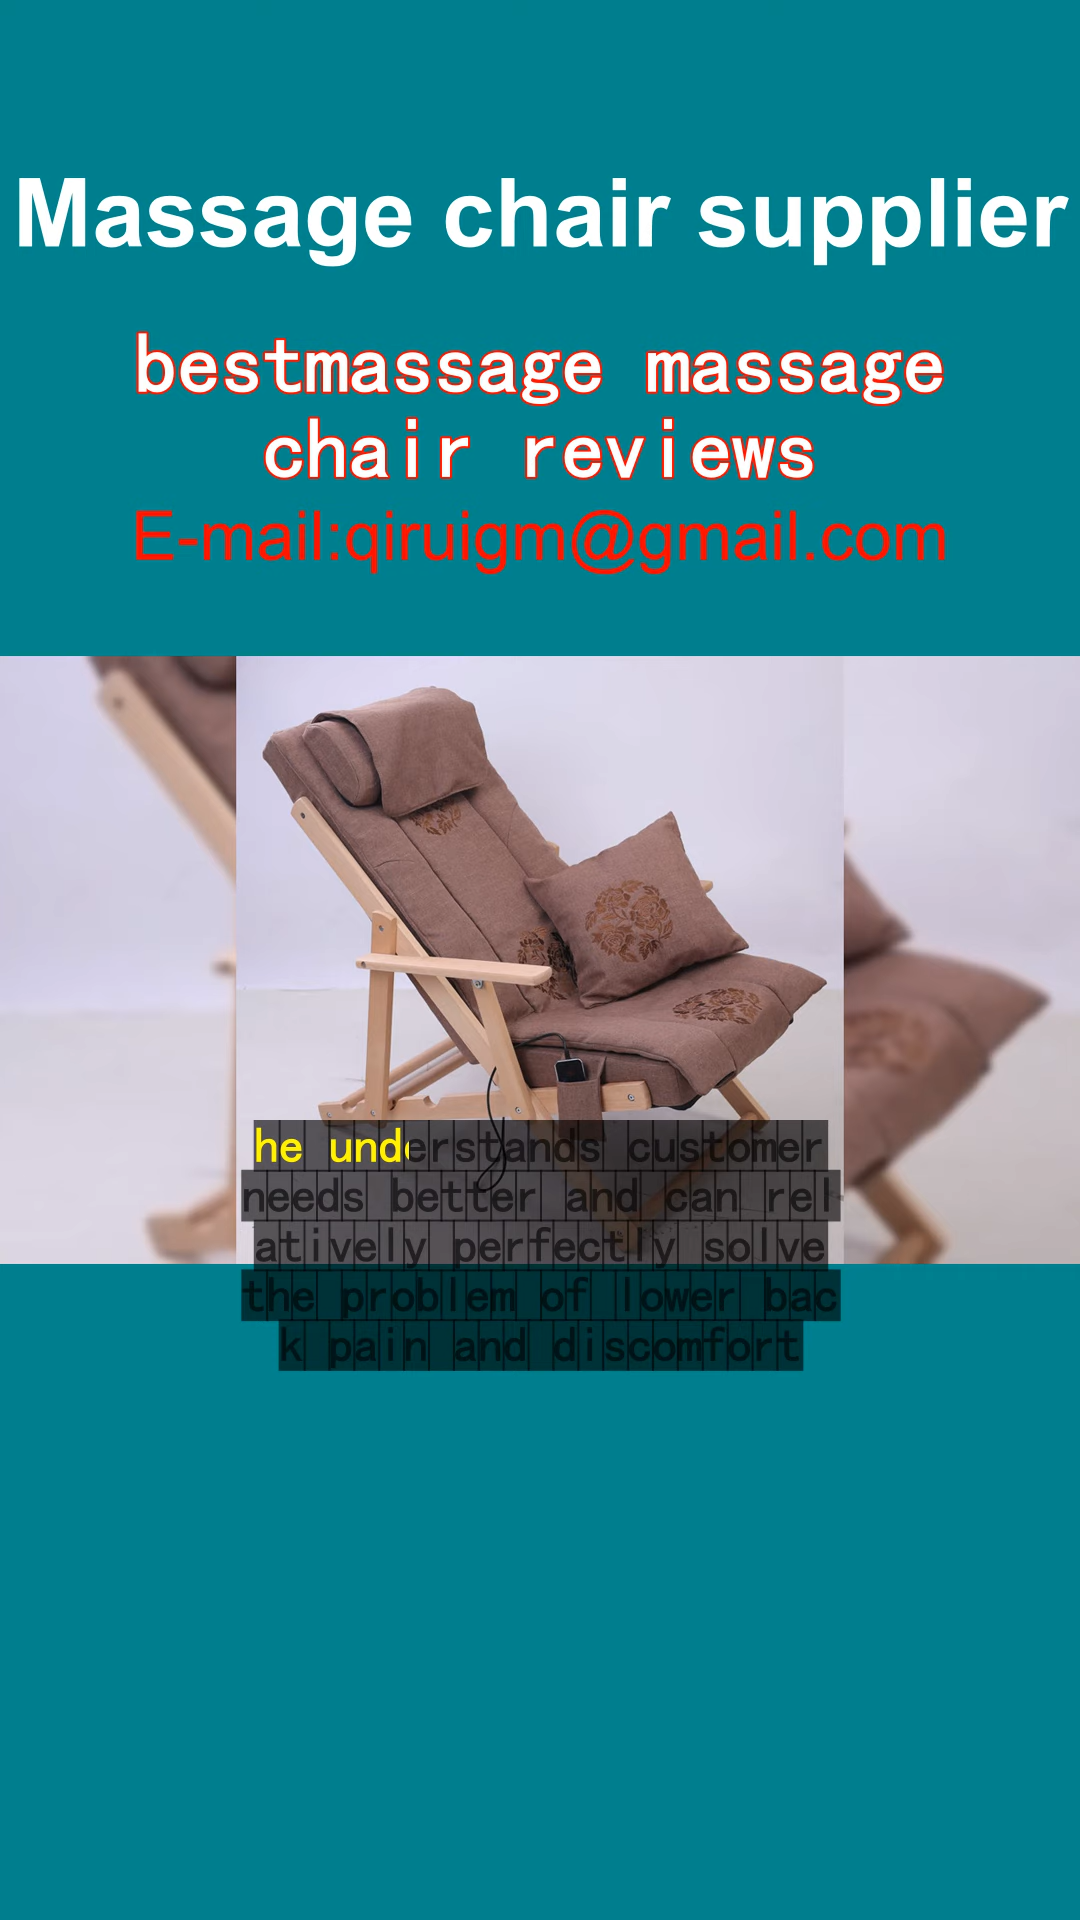 Massage chair supplier
bestmassage massage
chair reviews
E-mail:qiruigm@gmail.com
he understands customer
needs better and can rel
atively perfectly solve
the problem of lower bac
k pain and discomfort